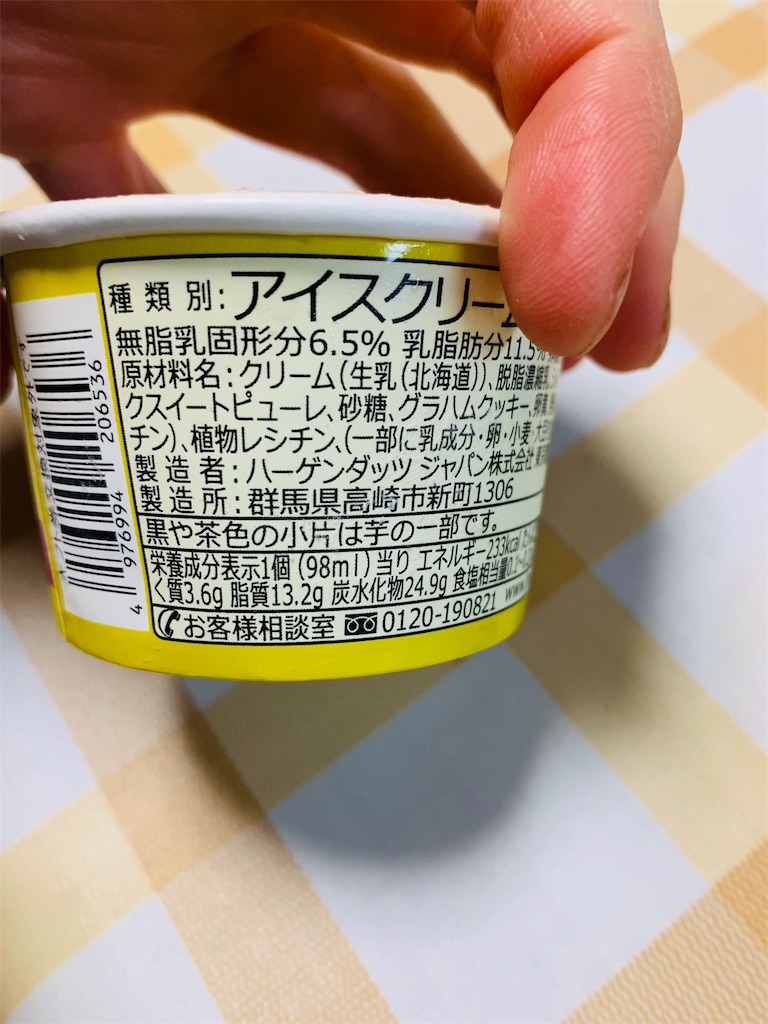 種類別:アイスクリーム
無脂乳固形分6.5% 乳脂肪分11.5%
原材料名:クリーム(生乳(北海道))、脱脂濃縮乳、
クスイートピューレ、砂糖、グラハムクッキー、卵黄、
チン)、植物レシチン、(一部に乳成分・卵・小麦・大豆
製造者:ハーゲンダッツ ジャパン株式会社
製造所:群馬県高崎市新町1306
黒や茶色の小片は芋の一部です。
栄養成分表示1個(98ml)当り エネルギー233kcal
く質3.6g 脂質13.2g 炭水化物24.9g 食塩相当量0.1
お客様相談室 0120-190821 www.
4 976994 206536